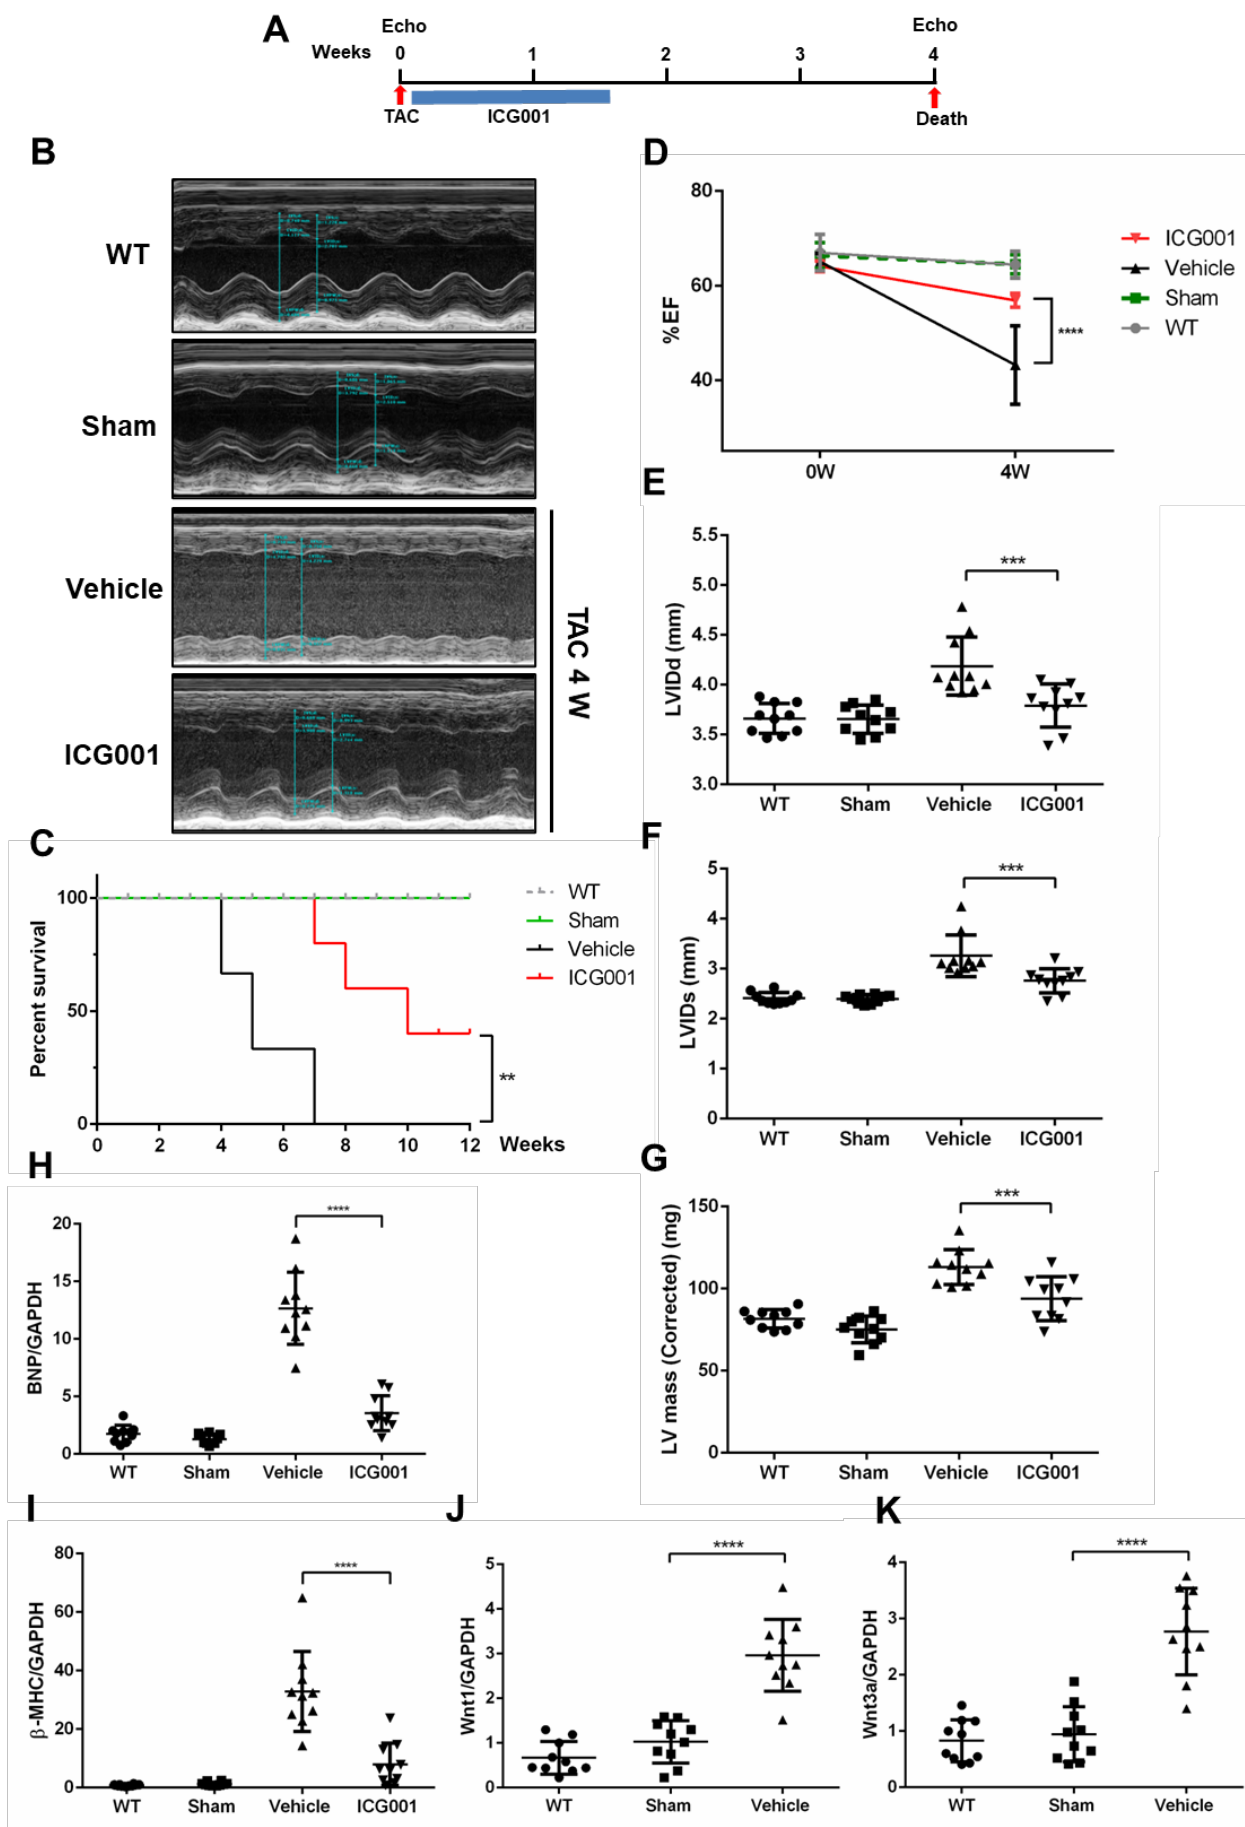 A
Echo
Echo
Weeks 0 1 2 3 4
TAC
ICG001
Death
B
WT
Sham
Vehicle
ICG001
TAC 4 W
C
Percent survival
100
50
0
0 2 4 6 8 10 12 Weeks
WT
Sham
Vehicle
ICG001
**
D
%EF
80
60
40
0W 4W
ICG001
Vehicle
Sham
WT
****
E
LVIDd (mm)
5.5
5.0
4.5
4.0
3.5
3.0
***
WT Sham Vehicle ICG001
F
LVIDs (mm)
5
4
3
2
1
0
***
WT Sham Vehicle ICG001
G
LV mass (Corrected) (mg)
150
100
50
0
***
WT Sham Vehicle ICG001
H
BNP/GAPDH
20
15
10
5
0
****
WT Sham Vehicle ICG001
I
β-MHC/GAPDH
80
60
40
20
0
****
WT Sham Vehicle ICG001
J
Wnt1/GAPDH
5
4
3
2
1
0
****
WT Sham Vehicle
K
Wnt3a/GAPDH
4
3
2
1
0
****
WT Sham Vehicle